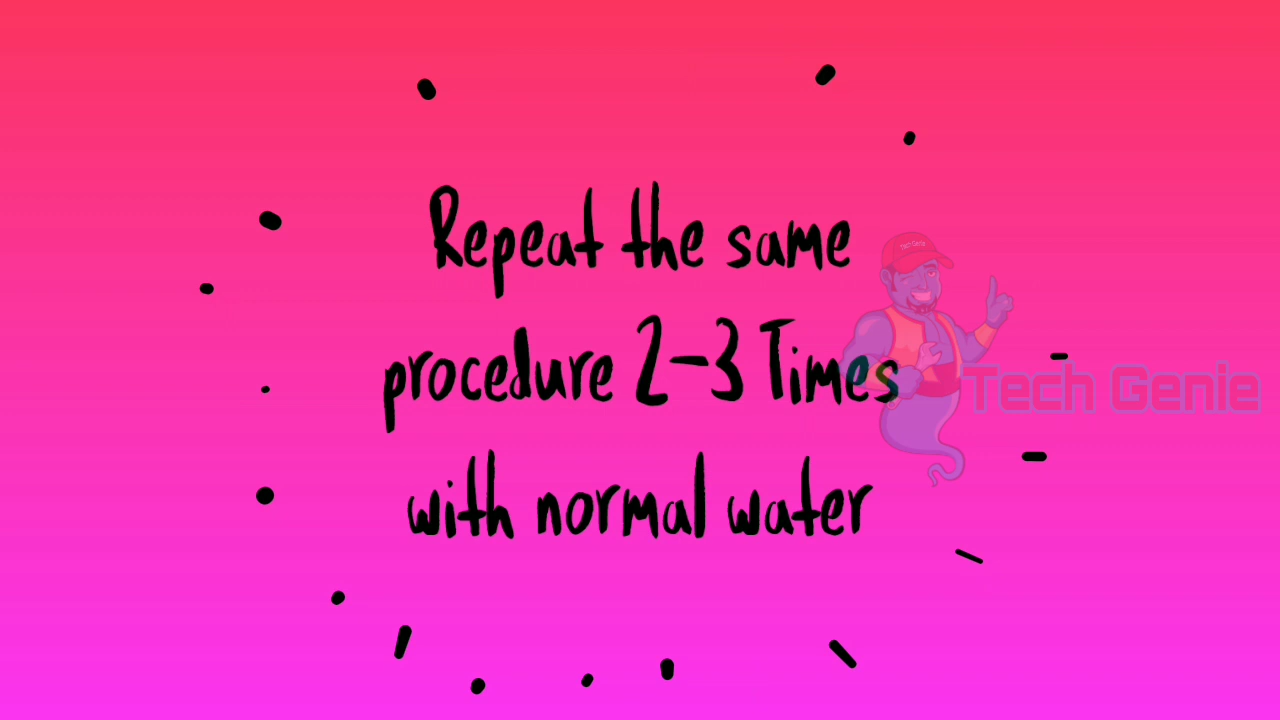 Repeat the same
procedure 2-3 Times
with normal water
Tech Genie